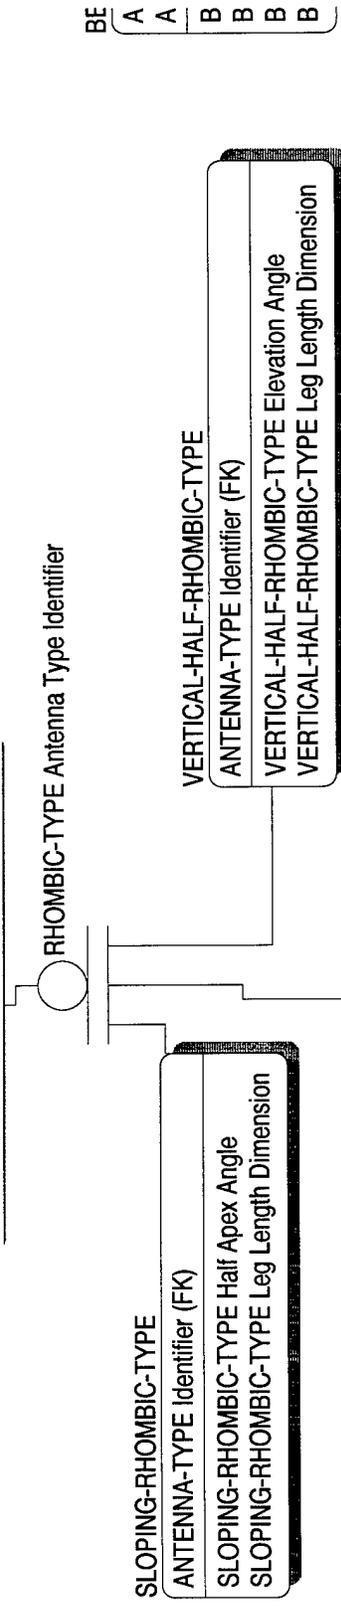 RHOMBIC-TYPE Antenna Type Identifier
SLOPING-RHOMBIC-TYPE
ANTENNA-TYPE Identifier (FK)
SLOPING-RHOMBIC-TYPE Half Apex Angle
SLOPING-RHOMBIC-TYPE Leg Length Dimension
VERTICAL-HALF-RHOMBIC-TYPE
ANTENNA-TYPE Identifier (FK)
VERTICAL-HALF-RHOMBIC-TYPE Elevation Angle
VERTICAL-HALF-RHOMBIC-TYPE Leg Length Dimension
BE
A
A
B
B
B
B